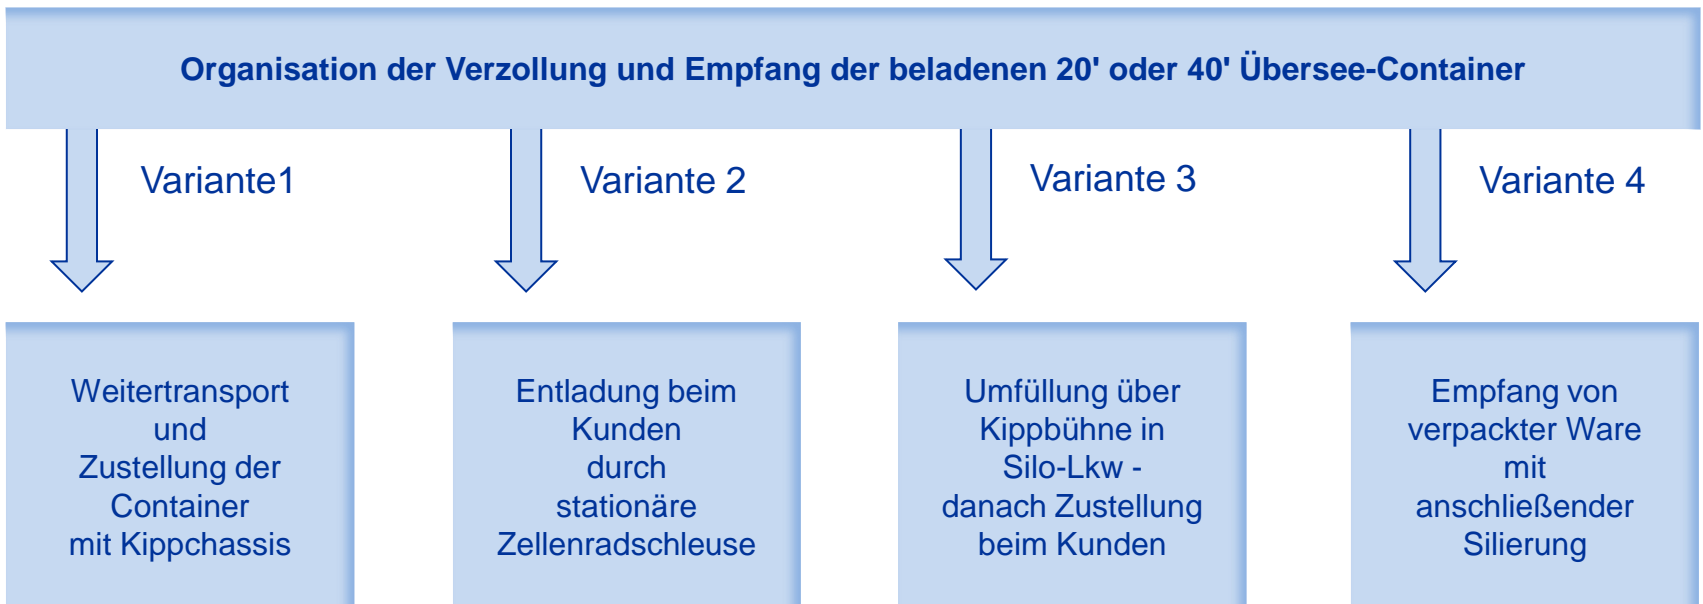 Organisation der Verzollung und Empfang der beladenen 20' oder 40' Übersee-Container
Variante1
Variante 2
Variante 3
Variante 4
Weitertransport
und
Zustellung der
Container
mit Kippchassis
Entladung beim
Kunden
durch
stationäre
Zellenradschleuse
Umfüllung über
Kippbühne in
Silo-Lkw -
danach Zustellung
beim Kunden
Empfang von
verpackter Ware
mit
anschließender
Silierung